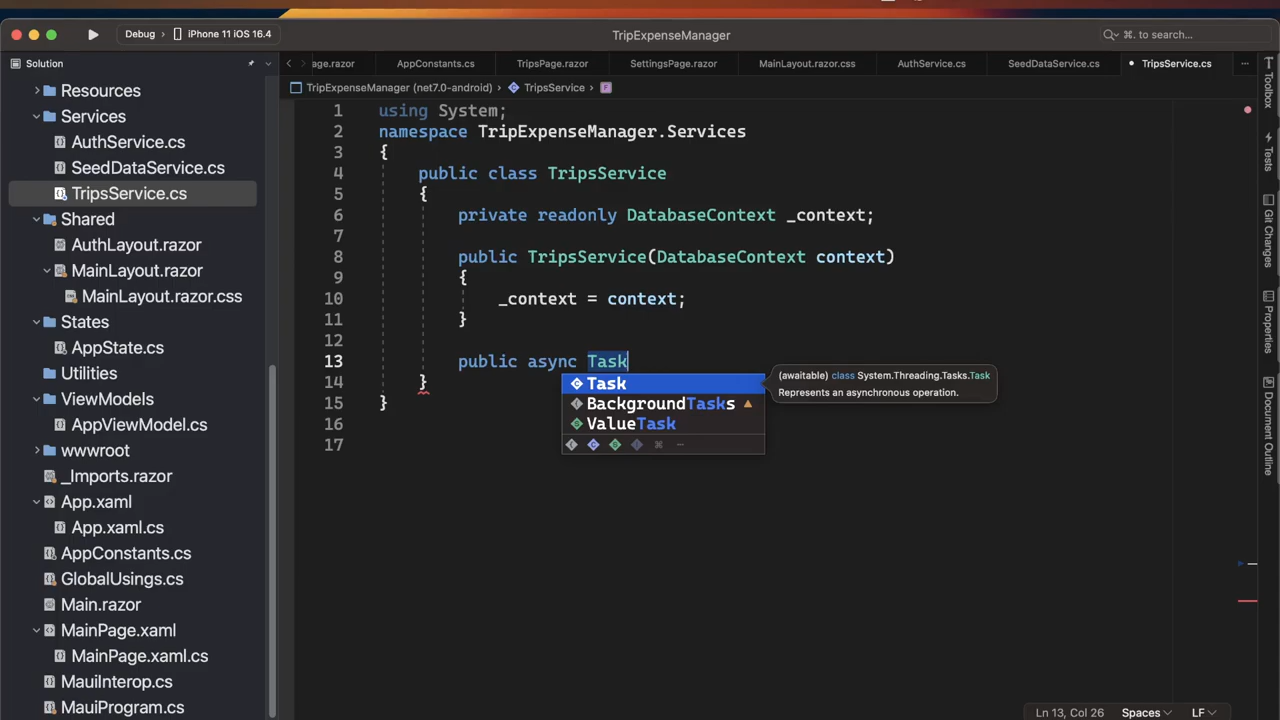 Debug › iPhone 11 iOS 16.4
TripExpenseManager
⌘. to search...
Solution
age.razor
AppConstants.cs
TripsPage.razor
SettingsPage.razor
MainLayout.razor.css
AuthService.cs
SeedDataService.cs
TripsService.cs
TripExpenseManager (net7.0-android) › TripsService ›
Resources
Services
AuthService.cs
SeedDataService.cs
TripsService.cs
Shared
AuthLayout.razor
MainLayout.razor
MainLayout.razor.css
States
AppState.cs
Utilities
ViewModels
AppViewModel.cs
wwwroot
_Imports.razor
App.xaml
App.xaml.cs
AppConstants.cs
GlobalUsings.cs
Main.razor
MainPage.xaml
MainPage.xaml.cs
MauiInterop.cs
MauiProgram.cs
1 using System;
2 namespace TripExpenseManager.Services
3 {
4 public class TripsService
5 {
6 private readonly DatabaseContext _context;
7
8 public TripsService(DatabaseContext context)
9 {
10 _context = context;
11 }
12
13 public async Task
14 }
15 }
16
17
Task
BackgroundTasks
ValueTask
(awaitable) class System.Threading.Tasks.Task
Represents an asynchronous operation.
Toolbox
Tests
Git Changes
Properties
Document Outline
Ln 13, Col 26
Spaces
LF